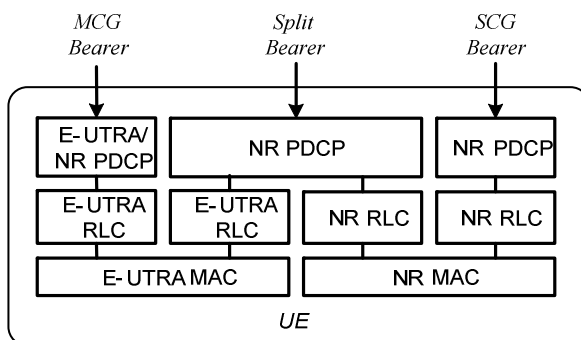 MCG
Bearer
Split
Bearer
SCG
Bearer
E-UTRA/
NR PDCP
NR PDCP
NR PDCP
E-UTRA
RLC
E-UTRA
RLC
NR RLC
NR RLC
E-UTRA MAC
NR MAC
UE